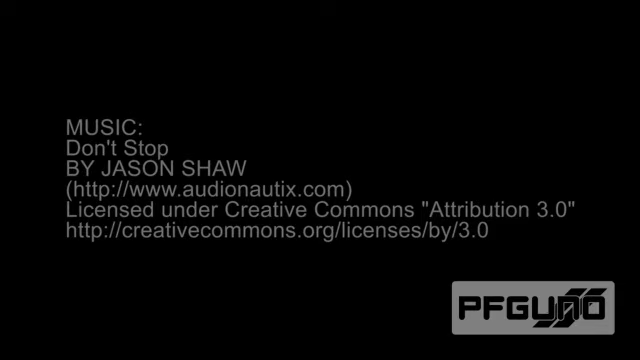 MUSIC:
Don't Stop
BY JASON SHAW
(http://www.audionautix.com)
Licensed under Creative Commons "Attribution 3.0"
http://creativecommons.org/licenses/by/3.0
PFGUNO